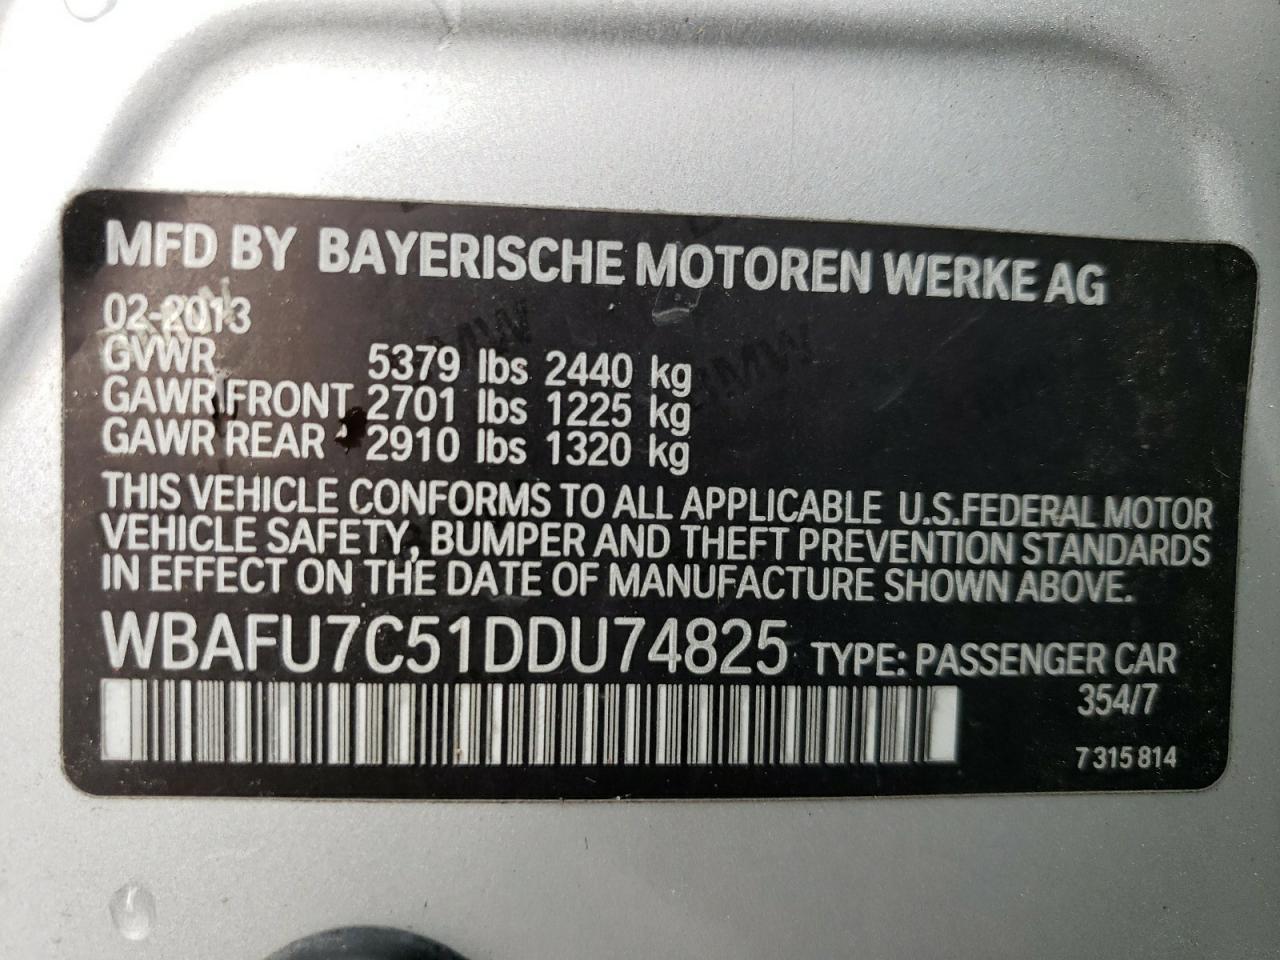 MFD BY BAYERISCHE MOTOREN WERKE AG
02-2013
GVWR 5379 lbs 2440 kg
GAWR FRONT 2701 lbs 1225 kg
GAWR REAR 2910 lbs 1320 kg
THIS VEHICLE CONFORMS TO ALL APPLICABLE U.S.FEDERAL MOTOR
VEHICLE SAFETY, BUMPER AND THEFT PREVENTION STANDARDS
IN EFFECT ON THE DATE OF MANUFACTURE SHOWN ABOVE.
WBAFU7C51DDU74825 TYPE: PASSENGER CAR
354/7
7 315 814